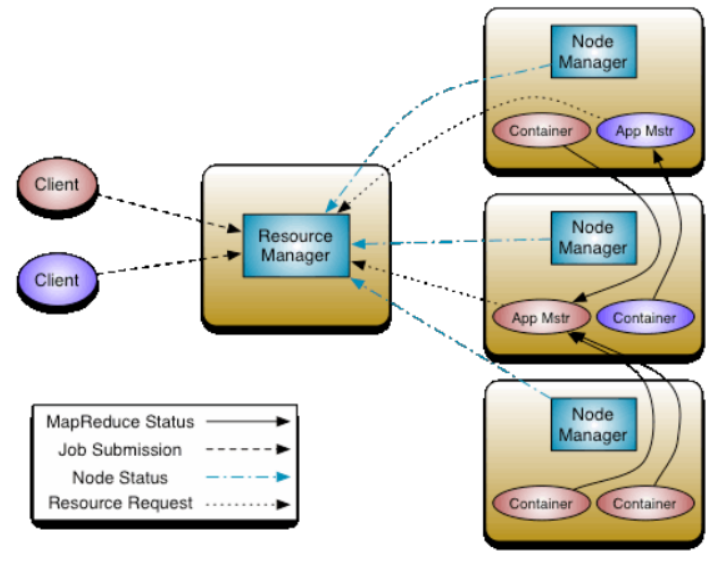 Node
Manager
Container
App Mstr
Client
Resource
Manager
Client
Node
Manager
App Mstr
Container
Node
Manager
Container
Container
MapReduce Status
Job Submission
Node Status
Resource Request